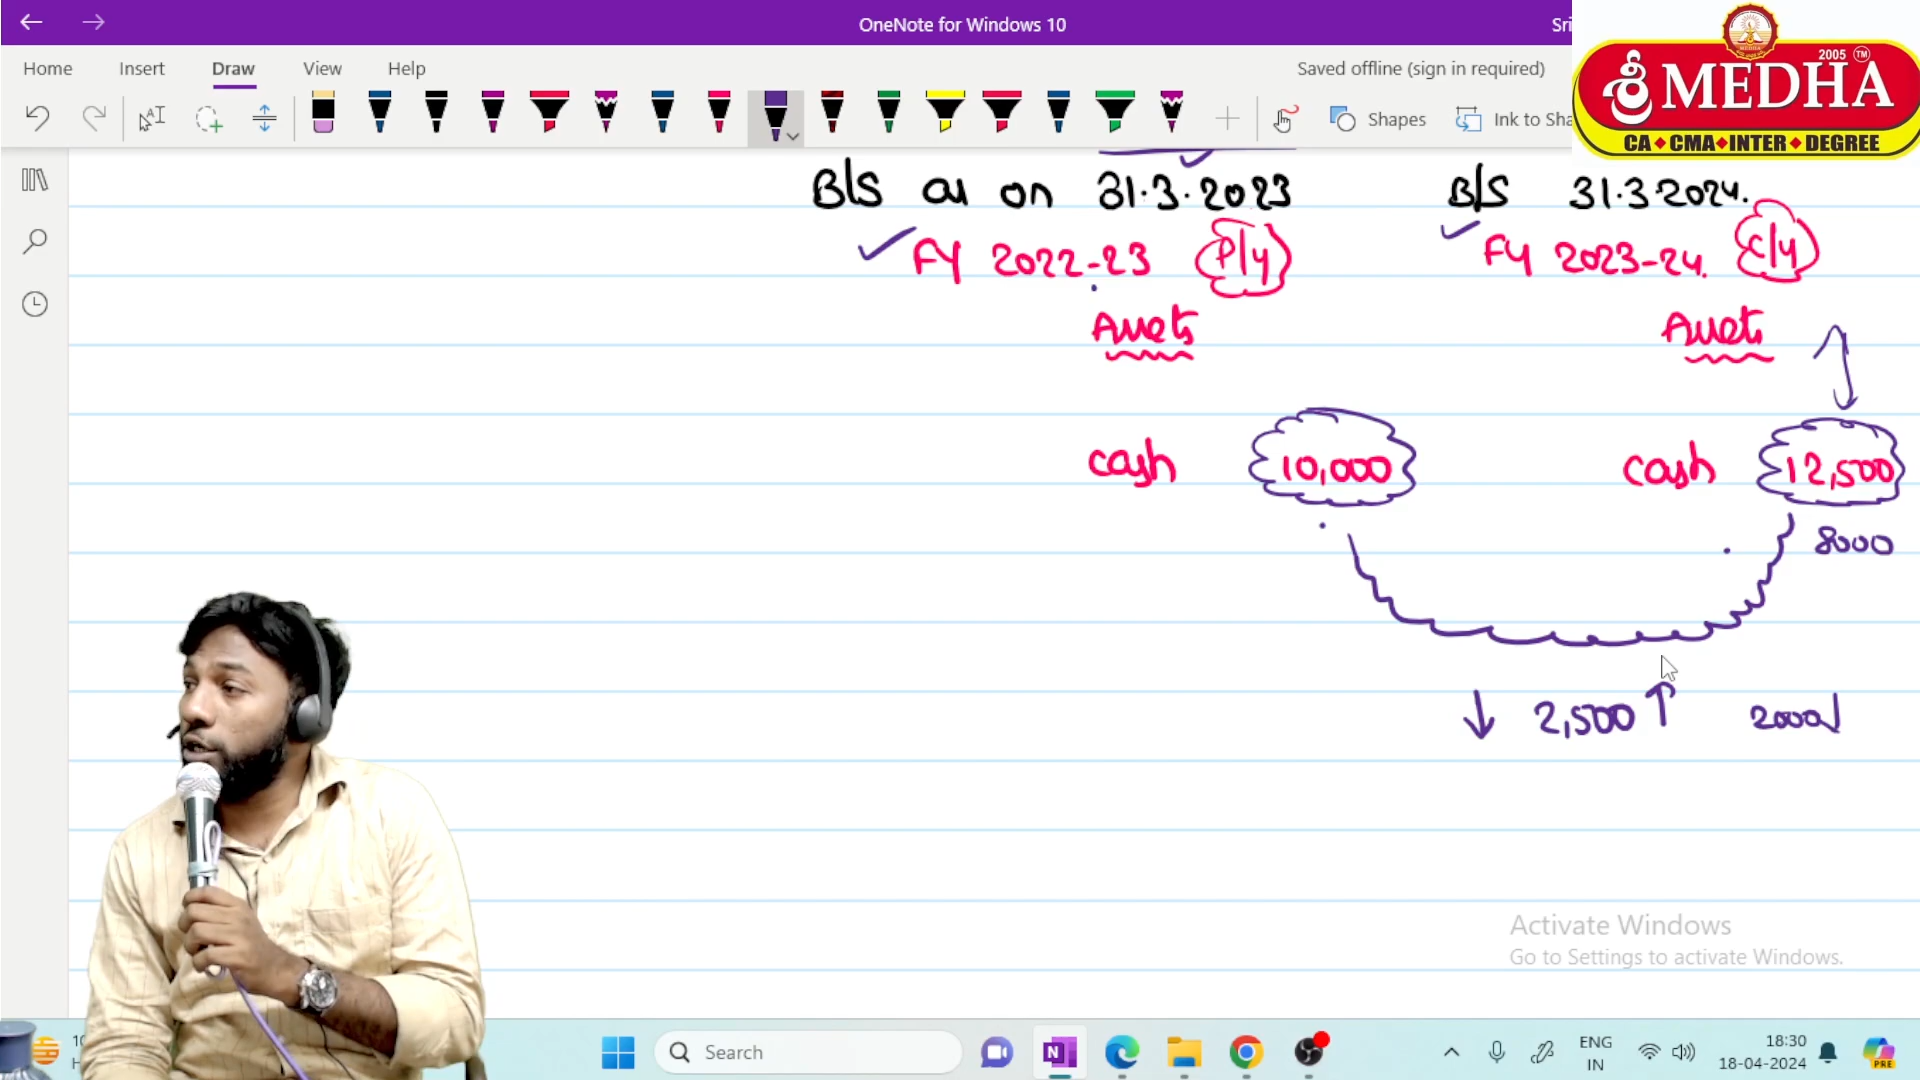 OneNote for Windows 10
Sri
Home Insert Draw View Help
Saved offline (sign in required)
Shapes
Ink to Sha
2005 TM
MEDHA
CA CMA INTER DEGREE
B/S as on 31.3.2023
B/S 31.3.2024.
FY 2022-23 P/y
FY 2023-24. C/y
Assets
Assets
cash 10,000
cash 12,500
8000
↓ 2,500 ↑
2000↓
Activate Windows
Go to Settings to activate Windows.
Search
ENG
IN
18:30
18-04-2024
PRE